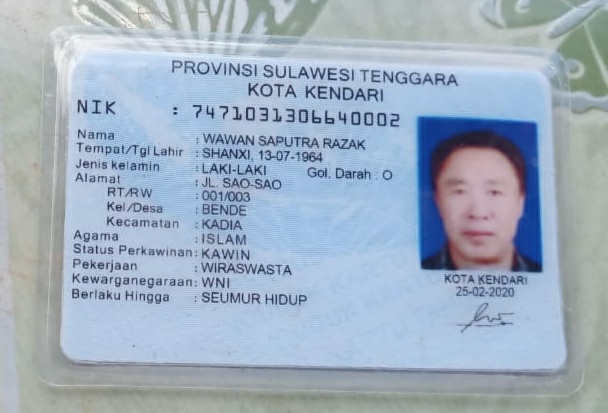 PROVINSI SULAWESI TENGGARA
KOTA KENDARI
NIK : 7471031306640002
Nama : WAWAN SAPUTRA RAZAK
Tempat/Tgl Lahir : SHANXI, 13-07-1964
Jenis kelamin : LAKI-LAKI Gol. Darah : O
Alamat : JL. SAO-SAO
RT/RW : 001/003
Kel/Desa : BENDE
Kecamatan : KADIA
Agama : ISLAM
Status Perkawinan: KAWIN
Pekerjaan : WIRASWASTA
Kewarganegaraan: WNI
Berlaku Hingga : SEUMUR HIDUP
KOTA KENDARI
25-02-2020